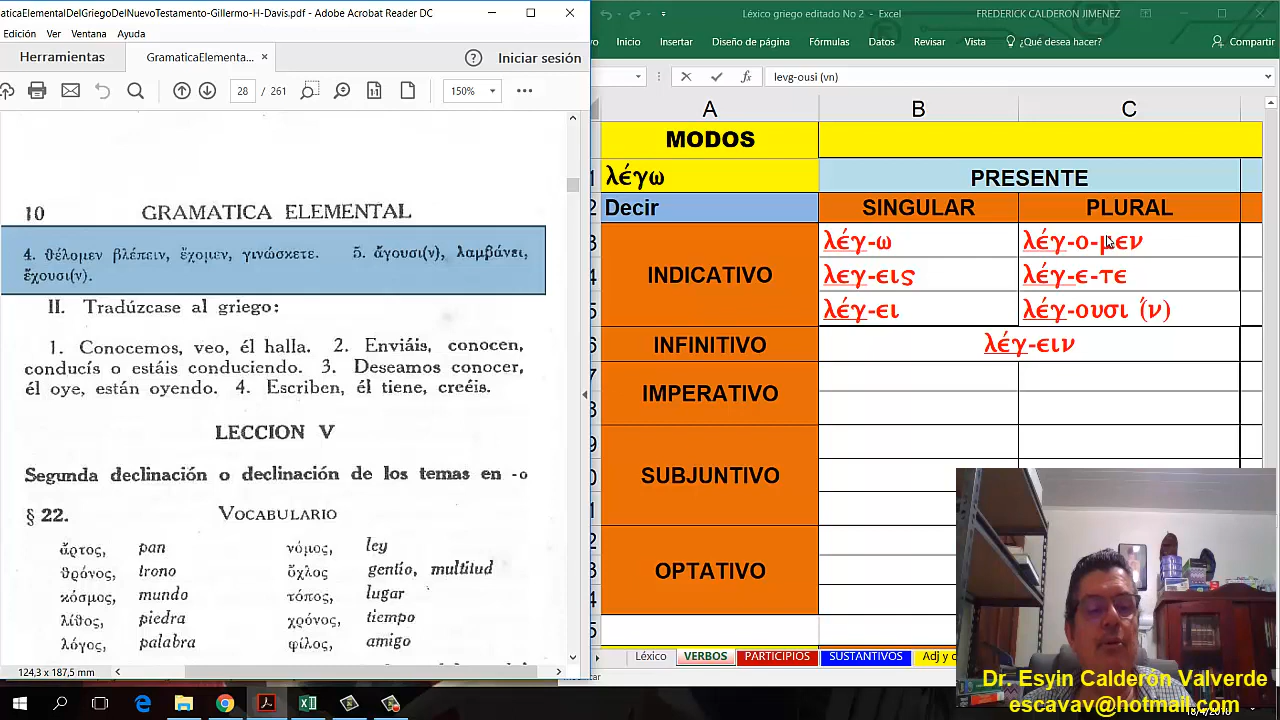 aticaElementalDelGriegoDelNuevoTestamento-Gillermo-H-Davis.pdf - Adobe Acrobat Reader DC
Edición Ver Ventana Ayuda
Herramientas GramaticaElementa... Iniciar sesión
28 / 261 150%
10 GRAMATICA ELEMENTAL
4. θέλομεν βλέπειν, ἔχομεν, γινώσκετε. 5. ἄγουσι(ν), λαμβάνει,
ἔχουσι(ν).
II. Tradúzcase al griego:
1. Conocemos, veo, él halla. 2. Enviáis, conocen,
conducís o estáis conduciendo. 3. Deseamos conocer,
él oye, están oyendo. 4. Escriben, él tiene, creéis.
LECCION V
Segunda declinación o declinación de los temas en -o
§ 22. VOCABULARIO
ἄρτος, pan νόμος, ley
θρόνος, trono ὄχλος gentío, multitud
κόσμος, mundo τόπος, lugar
λίθος, piedra χρόνος, tiempo
λόγος, palabra φίλος, amigo
124,3 x 187,5 mm
Léxico griego editado No 2 - Excel FREDERICK CALDERON JIMENEZ
Inicio Insertar Diseño de página Fórmulas Datos Revisar Vista ¿Qué desea hacer? Compartir
levg-ousi (vn)
A B C
MODOS
λέγω PRESENTE
Decir SINGULAR PLURAL
INDICATIVO
λέγ-ω λέγ-ο-μεν
λεγ-εις λέγ-ε-τε
λέγ-ει λέγ-ουσι (ν)
INFINITIVO λέγ-ειν
IMPERATIVO
SUBJUNTIVO
OPTATIVO
Léxico VERBOS PARTICIPIOS SUSTANTIVOS
Dr. Esyin Calderón Valverde
escavav@hotmail.com